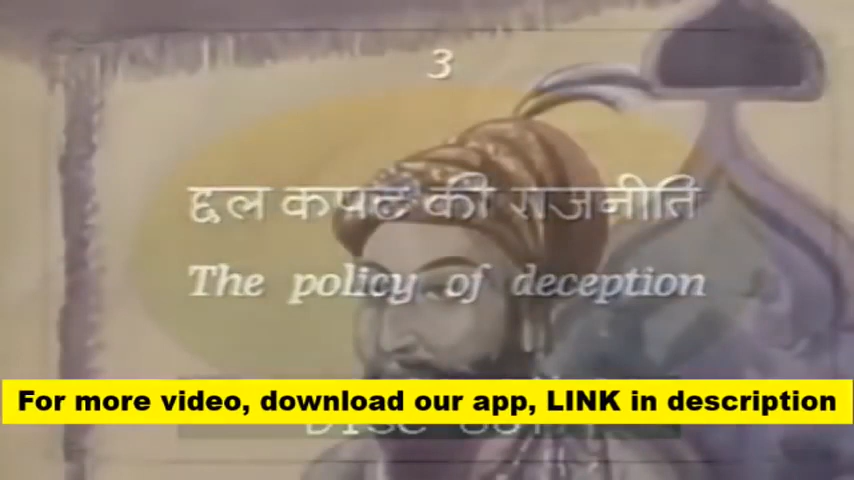 3
छल कपट की राजनीति
The policy of deception
For more video, download our app, LINK in description